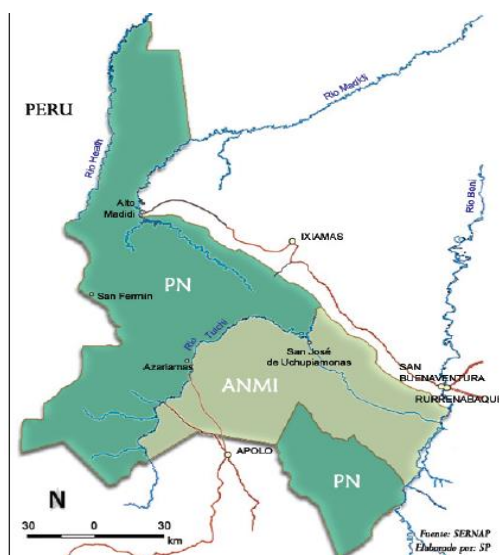 PERU
Rio Heath
Rio Madidi
Rio Beni
Alto
Madidi
IXIAMAS
San Fermin
PN
Rio Tuichi
Azariamas
San José
de Uchupiamonas
ANMI
SAN
BUENAVENTURA
RURRENABAQUE
APOLO
PN
N
30 0 30
km
Fuente: SERNAP
Elaborado por: SP